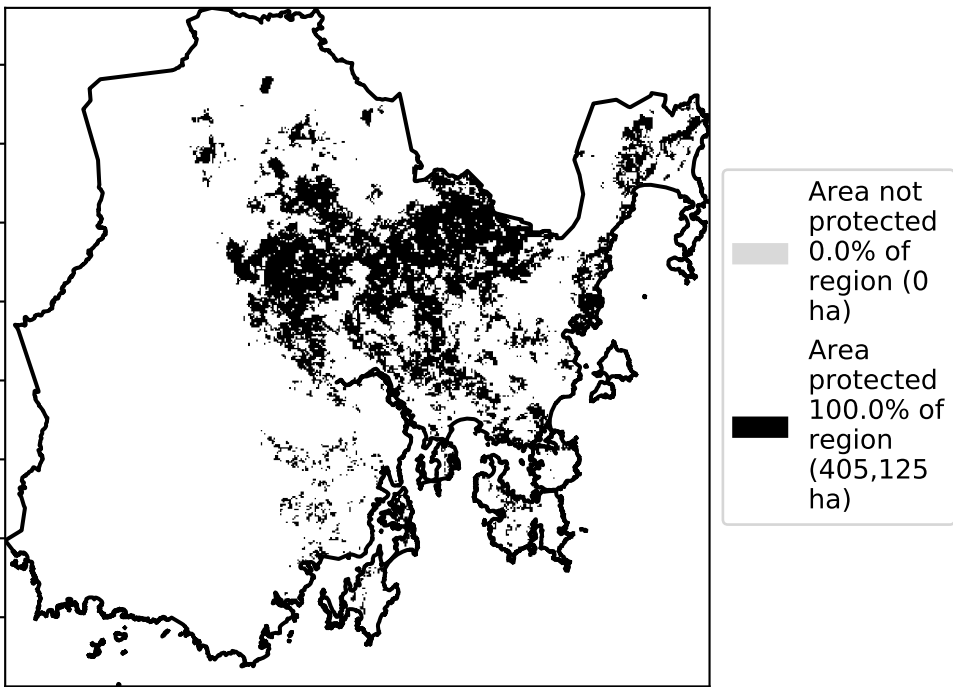 Area not
protected
0.0% of
region (0
ha)
Area
protected
100.0% of
region
(405,125
ha)